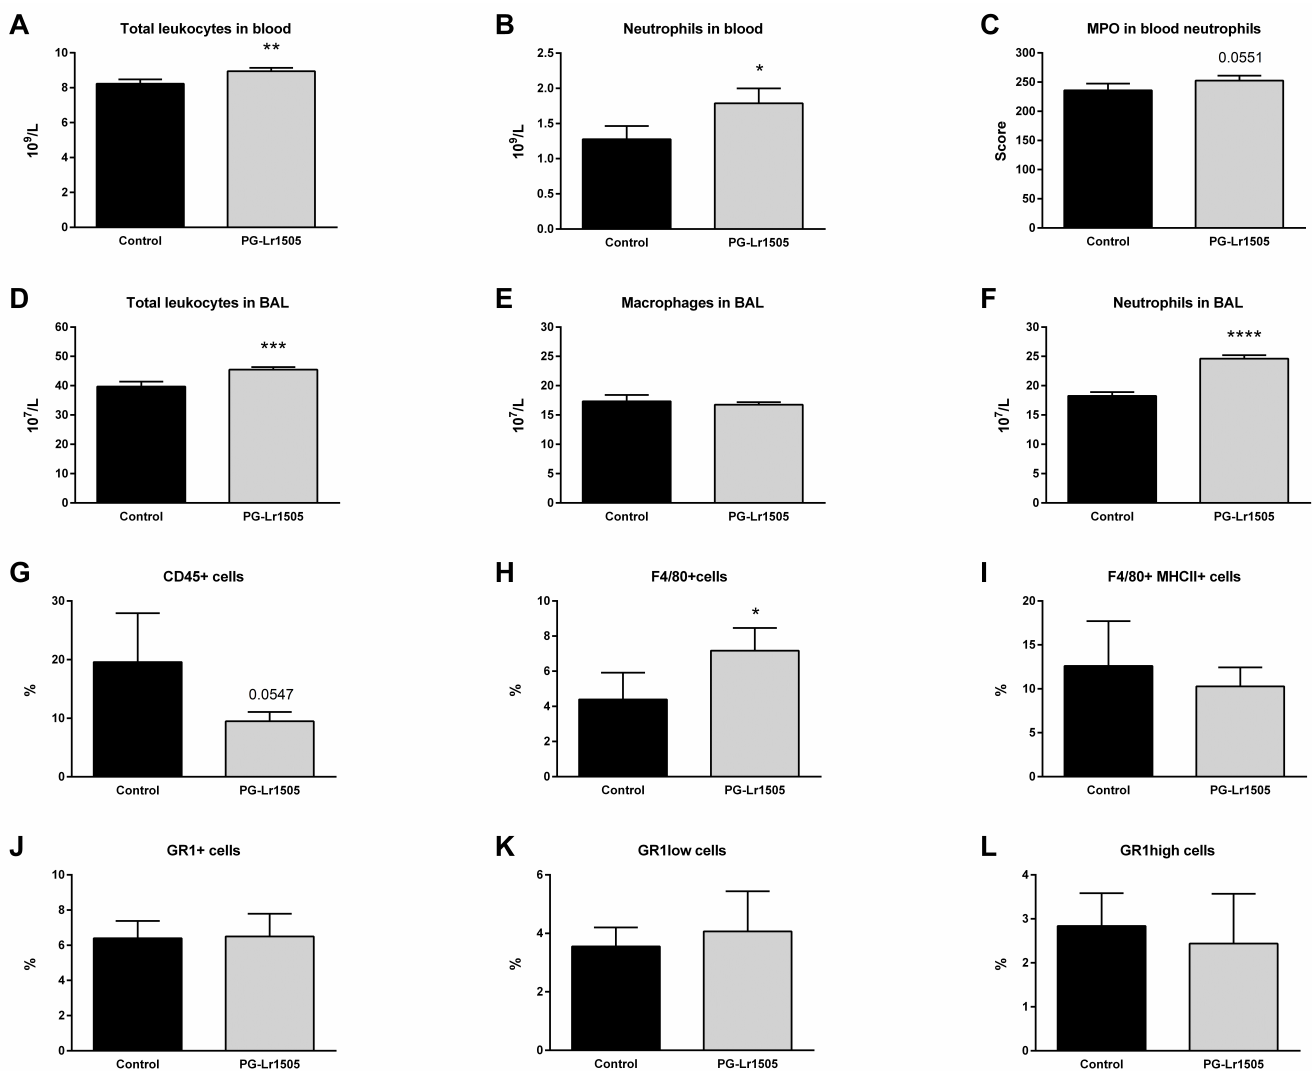 A
Total leukocytes in blood
**
10
8
6
4
2
0
10⁹/L
Control
PG-Lr1505
B
Neutrophils in blood
*
2.5
2.0
1.5
1.0
0.5
0.0
10⁹/L
Control
PG-Lr1505
C
MPO in blood neutrophils
0.0551
300
250
200
150
100
50
0
Score
Control
PG-Lr1505
D
Total leukocytes in BAL
***
60
50
40
30
20
10
0
10⁷/L
Control
PG-Lr1505
E
Macrophages in BAL
30
25
20
15
10
5
0
10⁷/L
Control
PG-Lr1505
F
Neutrophils in BAL
****
30
25
20
15
10
5
0
10⁷/L
Control
PG-Lr1505
G
CD45+ cells
30
20
10
0
0.0547
%
Control
PG-Lr1505
H
F4/80+cells
*
10
8
6
4
2
0
%
Control
PG-Lr1505
I
F4/80+ MHCII+ cells
20
15
10
5
0
%
Control
PG-Lr1505
J
GR1+ cells
10
8
6
4
2
0
%
Control
PG-Lr1505
K
GR1low cells
6
4
2
0
%
Control
PG-Lr1505
L
GR1high cells
4
3
2
1
0
%
Control
PG-Lr1505